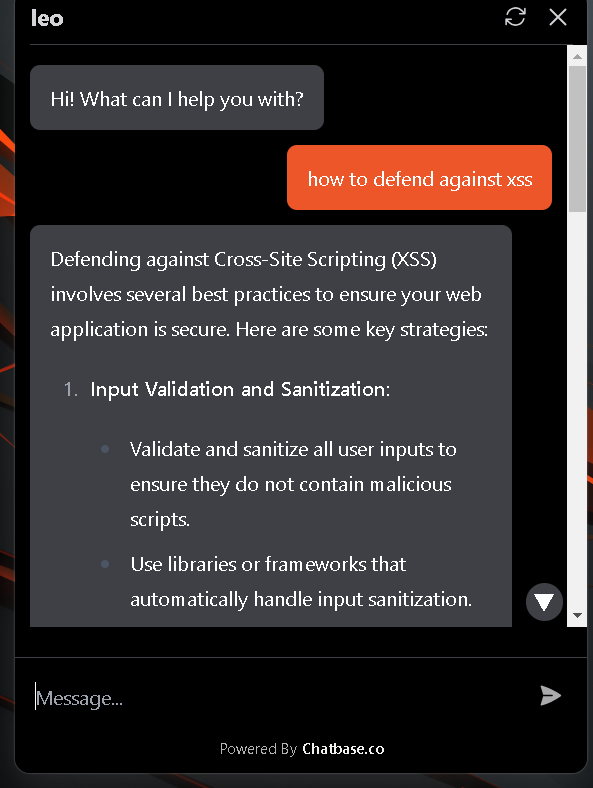 leo
Hi! What can I help you with?
how to defend against xss
Defending against Cross-Site Scripting (XSS)
involves several best practices to ensure your web
application is secure. Here are some key strategies:
1. Input Validation and Sanitization:
Validate and sanitize all user inputs to
ensure they do not contain malicious
scripts.
Use libraries or frameworks that
automatically handle input sanitization.
Message...
Powered By Chatbase.co